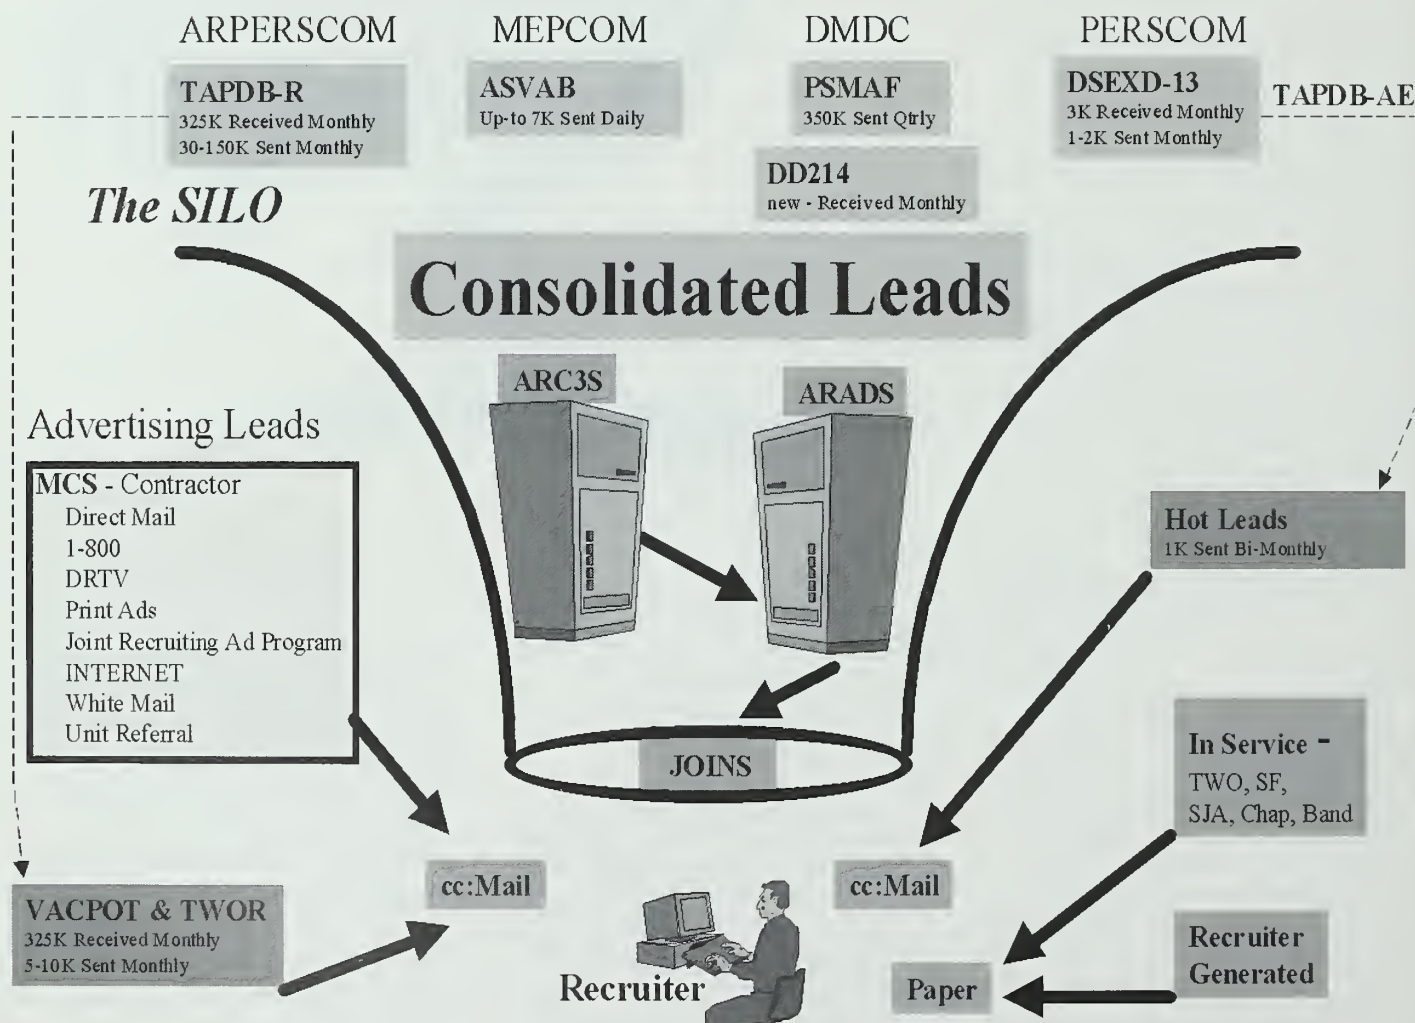 ARPERSCOM
MEPCOM
DMDC
PERSCOM
TAPDB-R
325K Received Monthly
30-150K Sent Monthly
ASVAB
Up-to 7K Sent Daily
PSMAF
350K Sent Qtrly
DSEXD-13
3K Received Monthly
1-2K Sent Monthly
TAPDB-AE
DD214
new - Received Monthly
The SILO
Consolidated Leads
ARC3S
ARADS
Advertising Leads
MCS - Contractor
Direct Mail
1-800
DRTV
Print Ads
Joint Recruiting Ad Program
INTERNET
White Mail
Unit Referral
Hot Leads
1K Sent Bi-Monthly
JOINS
In Service -
TWO, SF,
SJA, Chap, Band
cc:Mail
cc:Mail
VACPOT & TWOR
325K Received Monthly
5-10K Sent Monthly
Recruiter
Paper
Recruiter
Generated